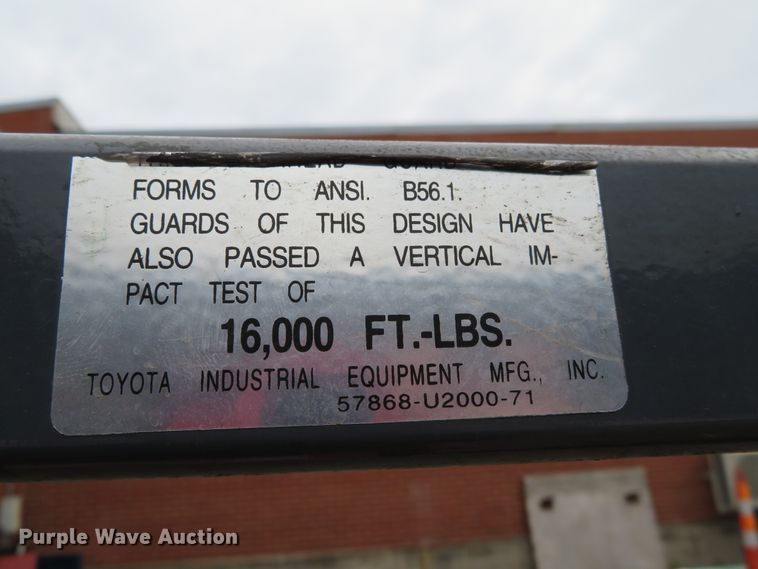 FORMS TO ANSI. B56.1.
GUARDS OF THIS DESIGN HAVE
ALSO PASSED A VERTICAL IM-
PACT TEST OF
16,000 FT.-LBS.
TOYOTA INDUSTRIAL EQUIPMENT MFG., INC.
57868-U2000-71
Purple Wave Auction